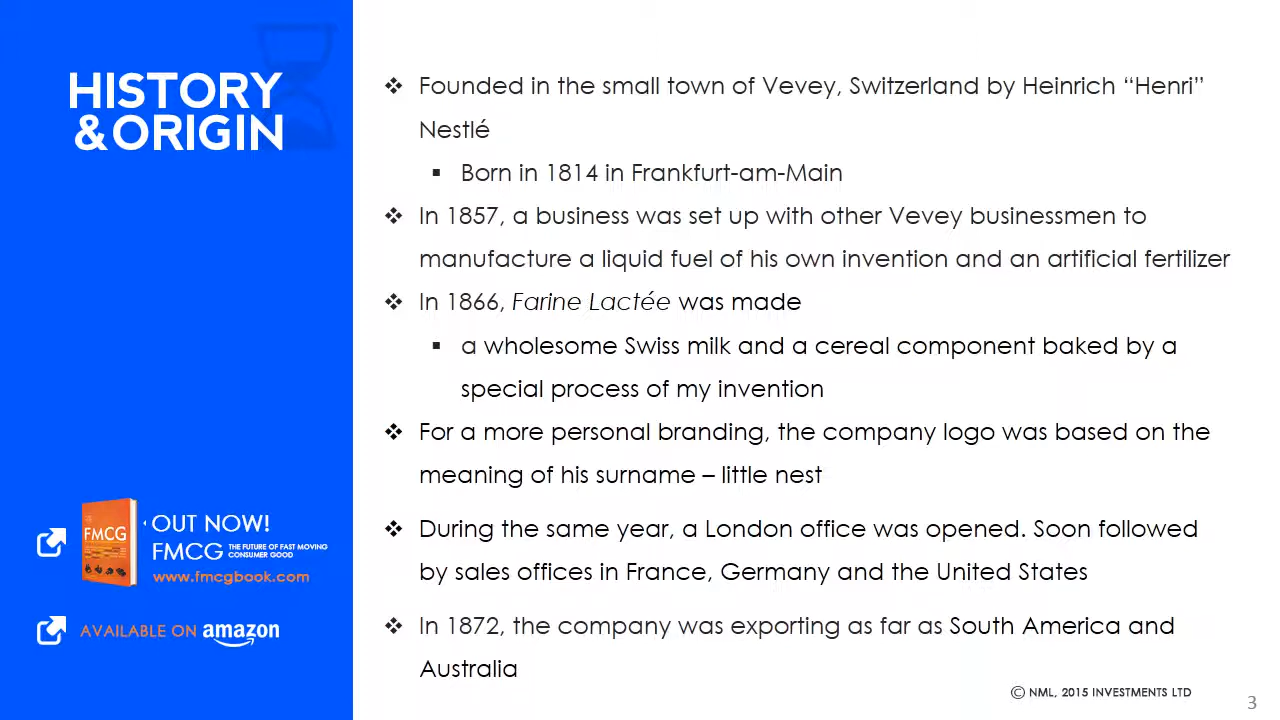 HISTORY
&ORIGIN
❖ Founded in the small town of Vevey, Switzerland by Heinrich “Henri”
Nestlé
▪ Born in 1814 in Frankfurt-am-Main
❖ In 1857, a business was set up with other Vevey businessmen to
manufacture a liquid fuel of his own invention and an artificial fertilizer
❖ In 1866, Farine Lactée was made
▪ a wholesome Swiss milk and a cereal component baked by a
special process of my invention
❖ For a more personal branding, the company logo was based on the
meaning of his surname – little nest
❖ During the same year, a London office was opened. Soon followed
by sales offices in France, Germany and the United States
❖ In 1872, the company was exporting as far as South America and
Australia
FMCG
OUT NOW!
FMCG THE FUTURE OF FAST MOVING
CONSUMER GOOD
www.fmcgbook.com
AVAILABLE ON amazon
© NML, 2015 INVESTMENTS LTD
3